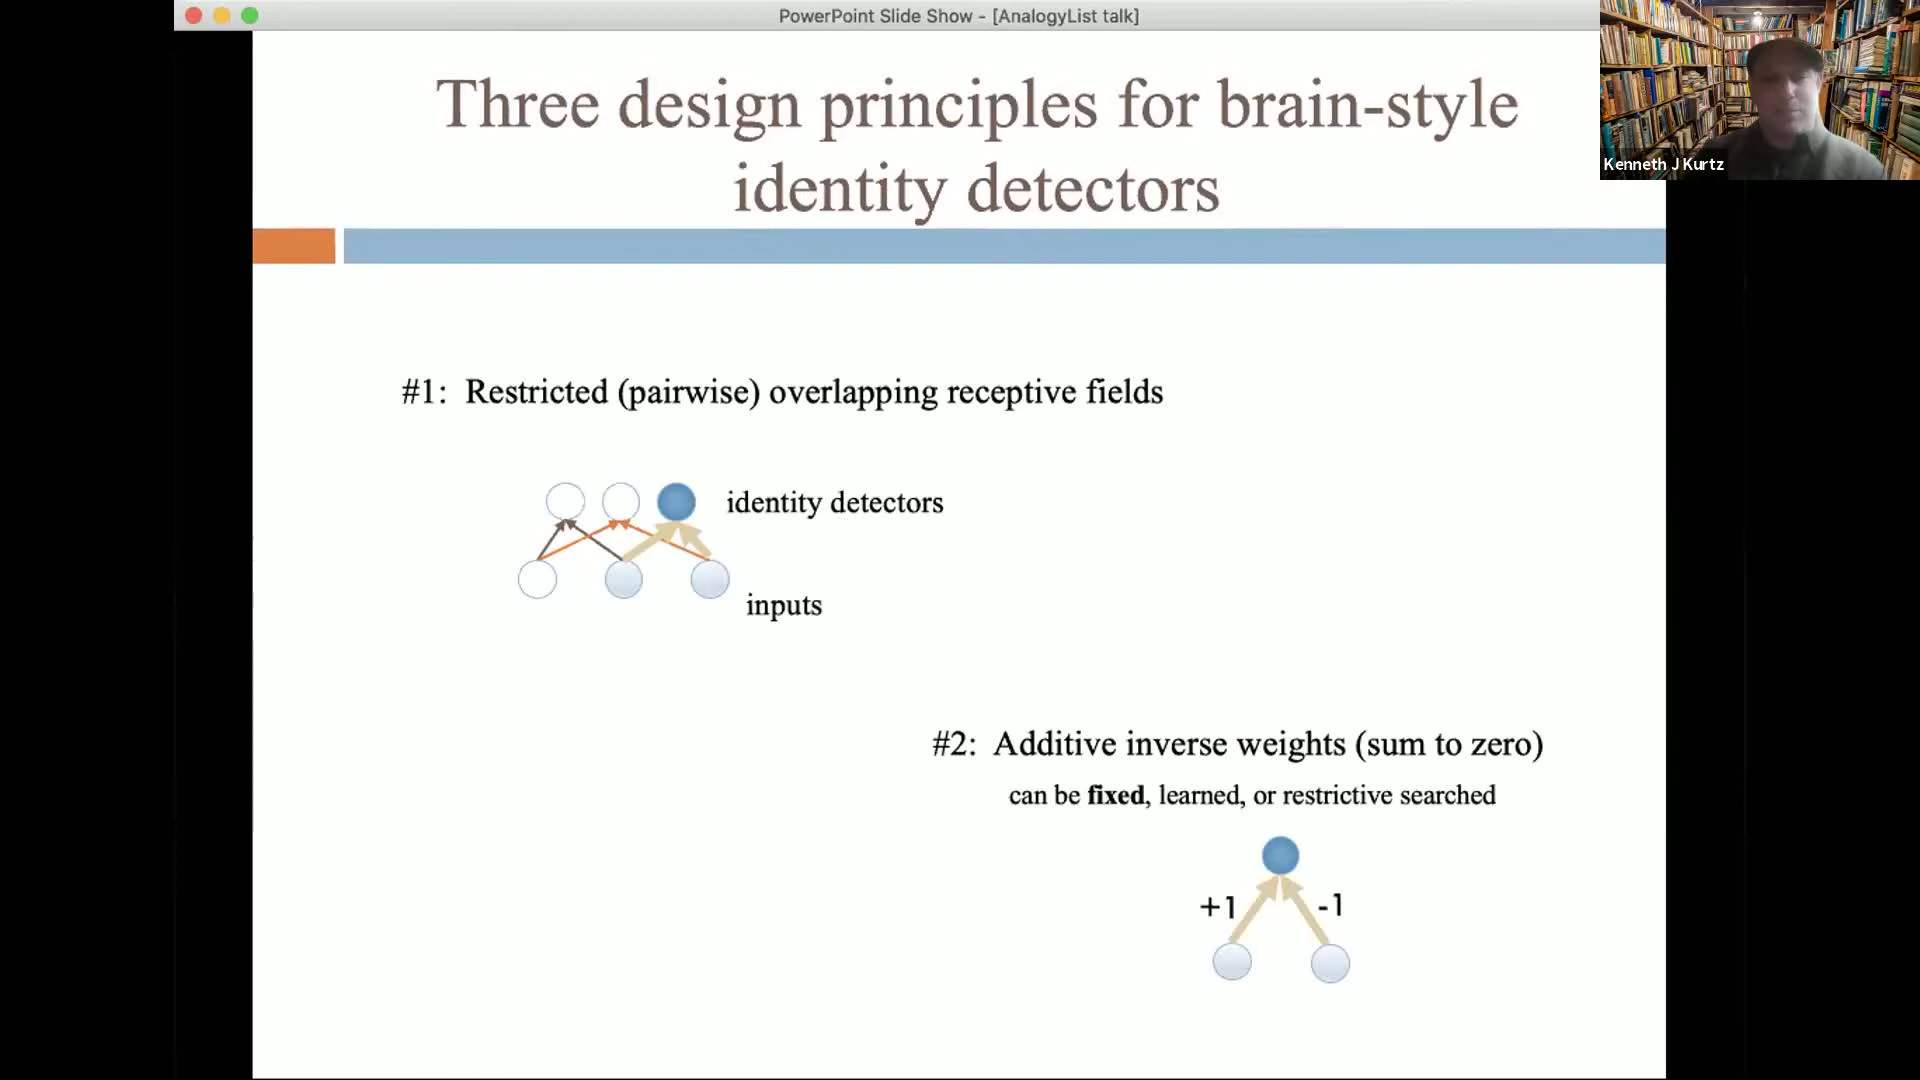 PowerPoint Slide Show - [AnalogyList talk]
Three design principles for brain-style
identity detectors
Kenneth J Kurtz
#1: Restricted (pairwise) overlapping receptive fields
identity detectors
inputs
#2: Additive inverse weights (sum to zero)
can be fixed, learned, or restrictive searched
+1 -1